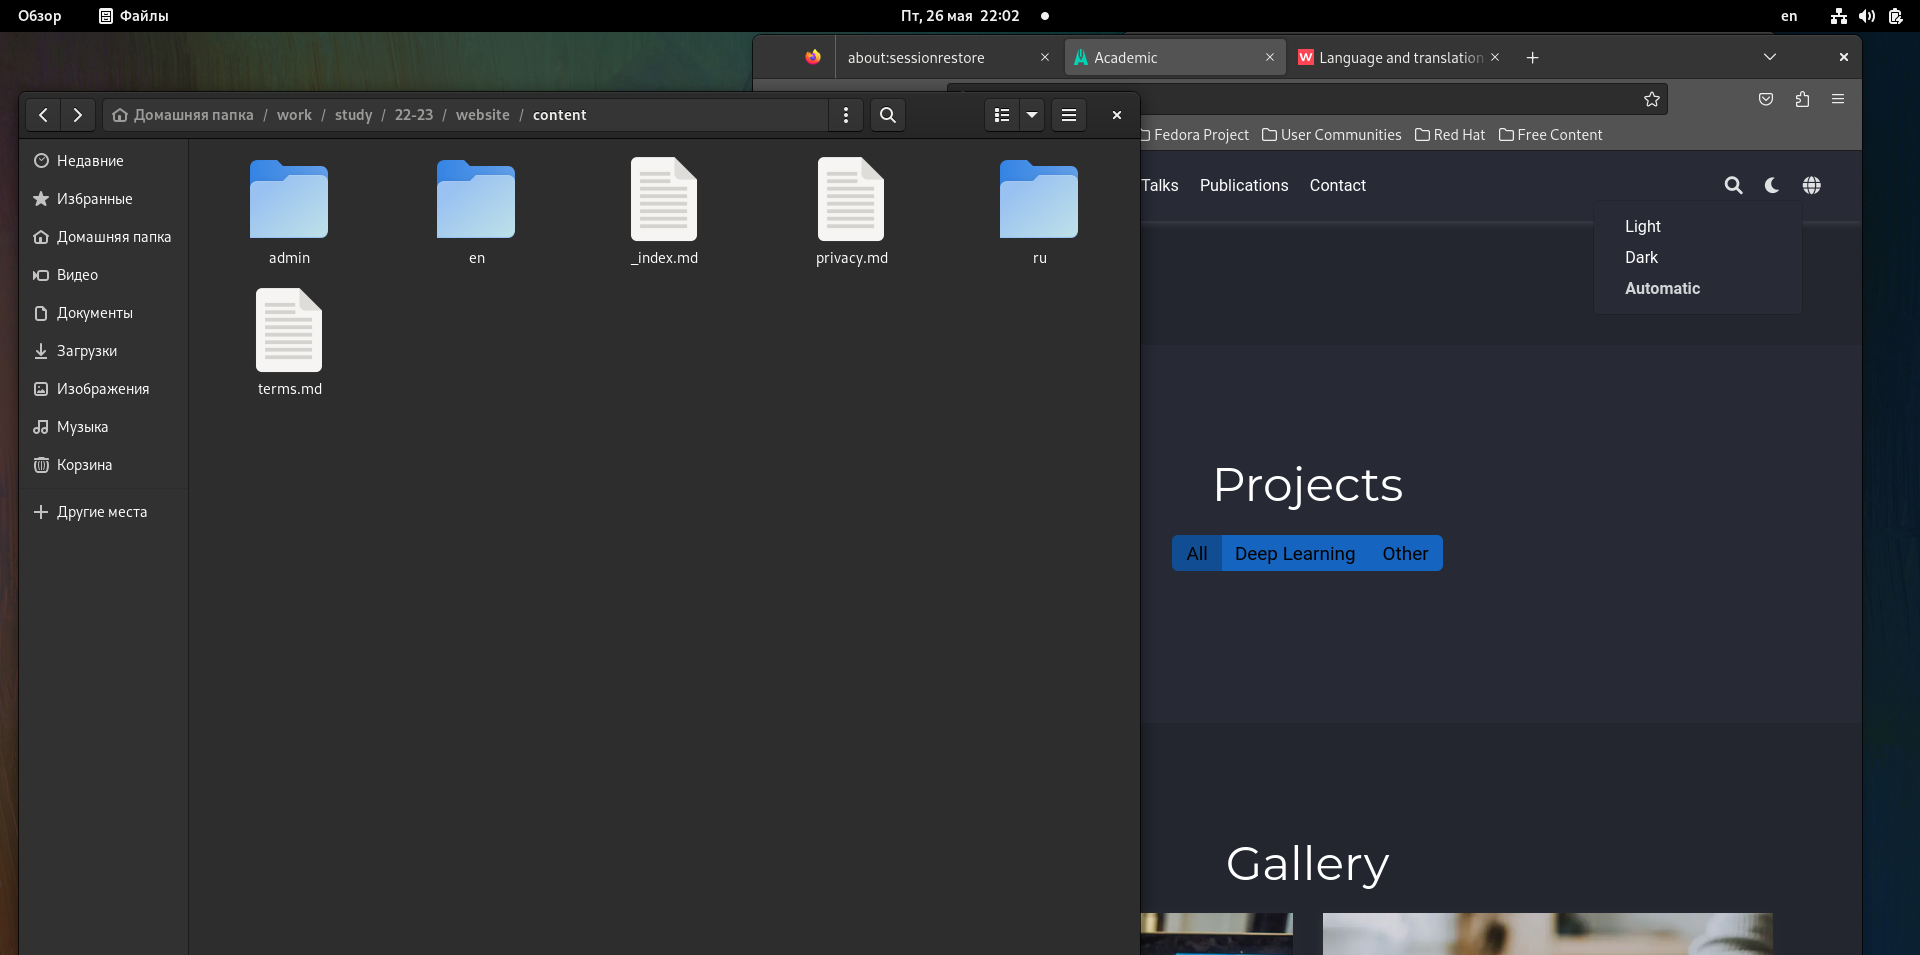 Обзор Файлы Пт, 26 мая 22:02 en
about:sessionrestore Academic Language and translation
Домашняя папка / work / study / 22-23 / website / content
Fedora Project User Communities Red Hat Free Content
Недавние
Избранные
Домашняя папка
Видео
Документы
Загрузки
Изображения
Музыка
Корзина
Другие места
admin en _index.md privacy.md ru
terms.md
Talks Publications Contact
Light
Dark
Automatic
Projects
All Deep Learning Other
Gallery